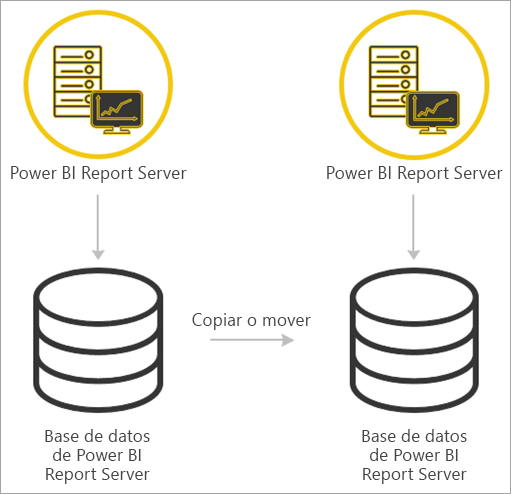 Power BI Report Server
Power BI Report Server
Copiar o mover
Base de datos
de Power BI
Report Server
Base de datos
de Power BI
Report Server